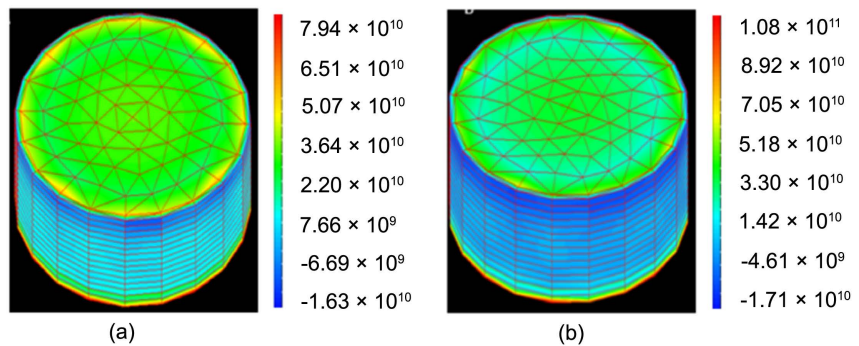 7.94 × 10¹⁰
6.51 × 10¹⁰
5.07 × 10¹⁰
3.64 × 10¹⁰
2.20 × 10¹⁰
7.66 × 10⁹
-6.69 × 10⁹
-1.63 × 10¹⁰
(a)
1.08 × 10¹¹
8.92 × 10¹⁰
7.05 × 10¹⁰
5.18 × 10¹⁰
3.30 × 10¹⁰
1.42 × 10¹⁰
-4.61 × 10⁹
-1.71 × 10¹⁰
(b)